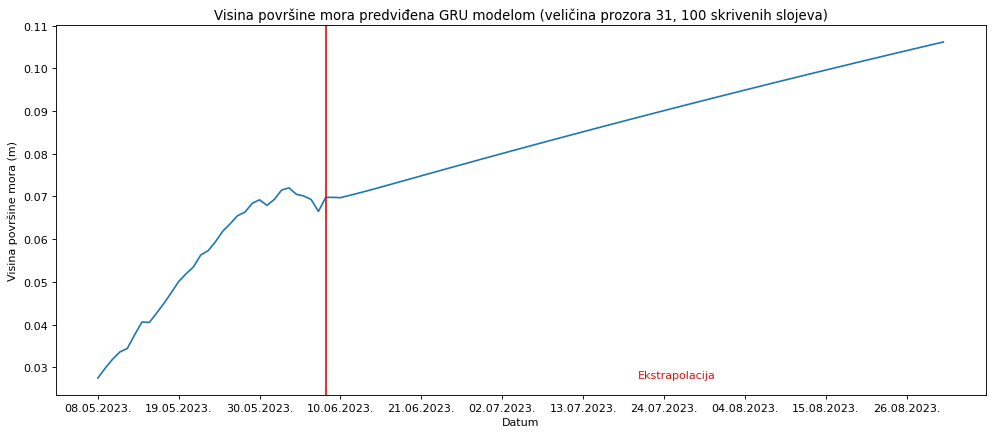 Visina površine mora predviđena GRU modelom (veličina prozora 31, 100 skrivenih slojeva)
Visina površine mora (m)
0.11
0.10
0.09
0.08
0.07
0.06
0.05
0.04
0.03
Ekstrapolacija
08.05.2023. 19.05.2023. 30.05.2023. 10.06.2023. 21.06.2023. 02.07.2023. 13.07.2023. 24.07.2023. 04.08.2023. 15.08.2023. 26.08.2023.
Datum